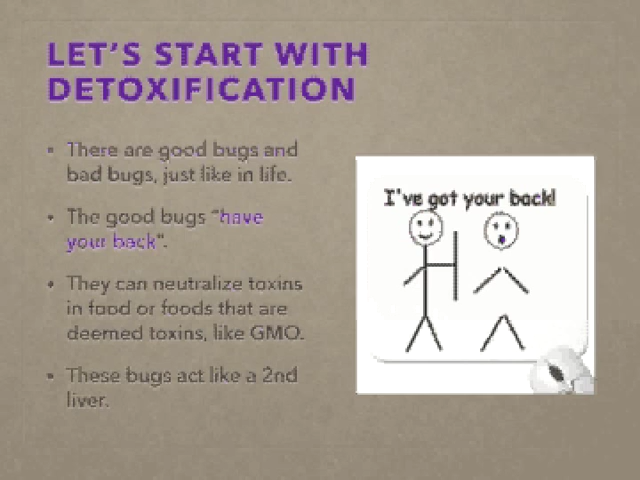 LET'S START WITH
DETOXIFICATION
• There are good bugs and
bad bugs, just like in life.
• The good bugs "have
your back".
• They can neutralize toxins
in food or foods that are
deemed toxins, like GMO.
• These bugs act like a 2nd
liver.
I've got your back!